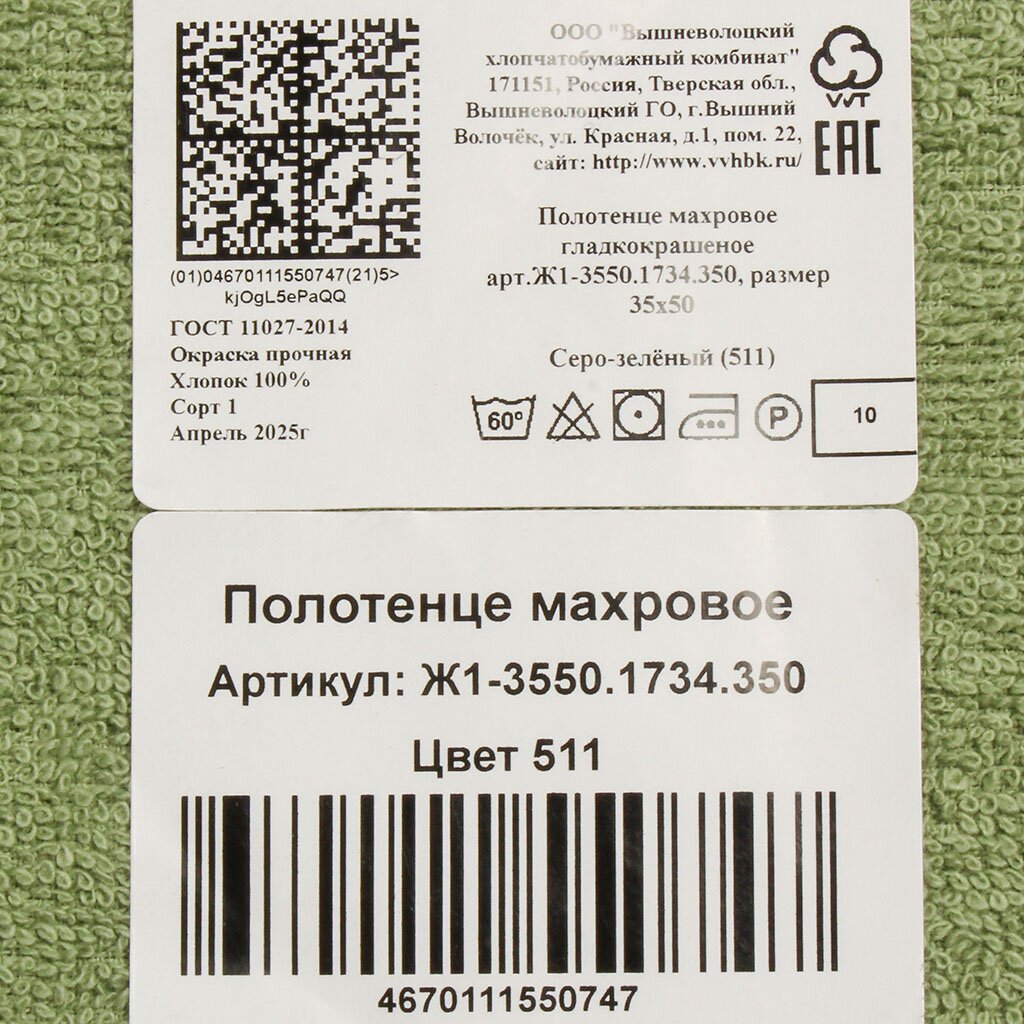 ООО "Вышневолоцкий
хлопчатобумажный комбинат"
171151, Россия, Тверская обл.,
Вышневолоцкий ГО, г.Вышний
Волочёк, ул. Красная, д.1, пом. 22,
сайт: http://www.vvhbk.ru/
VVT
EAC
(01)04670111550747(21)5>
kjOgL5ePaQQ
ГОСТ 11027-2014
Окраска прочная
Хлопок 100%
Сорт 1
Апрель 2025г
Полотенце махровое
гладкокрашеное
арт.Ж1-3550.1734.350, размер
35х50
Серо-зелёный (511)
60°
P
10
Полотенце махровое
Артикул: Ж1-3550.1734.350
Цвет 511
4670111550747